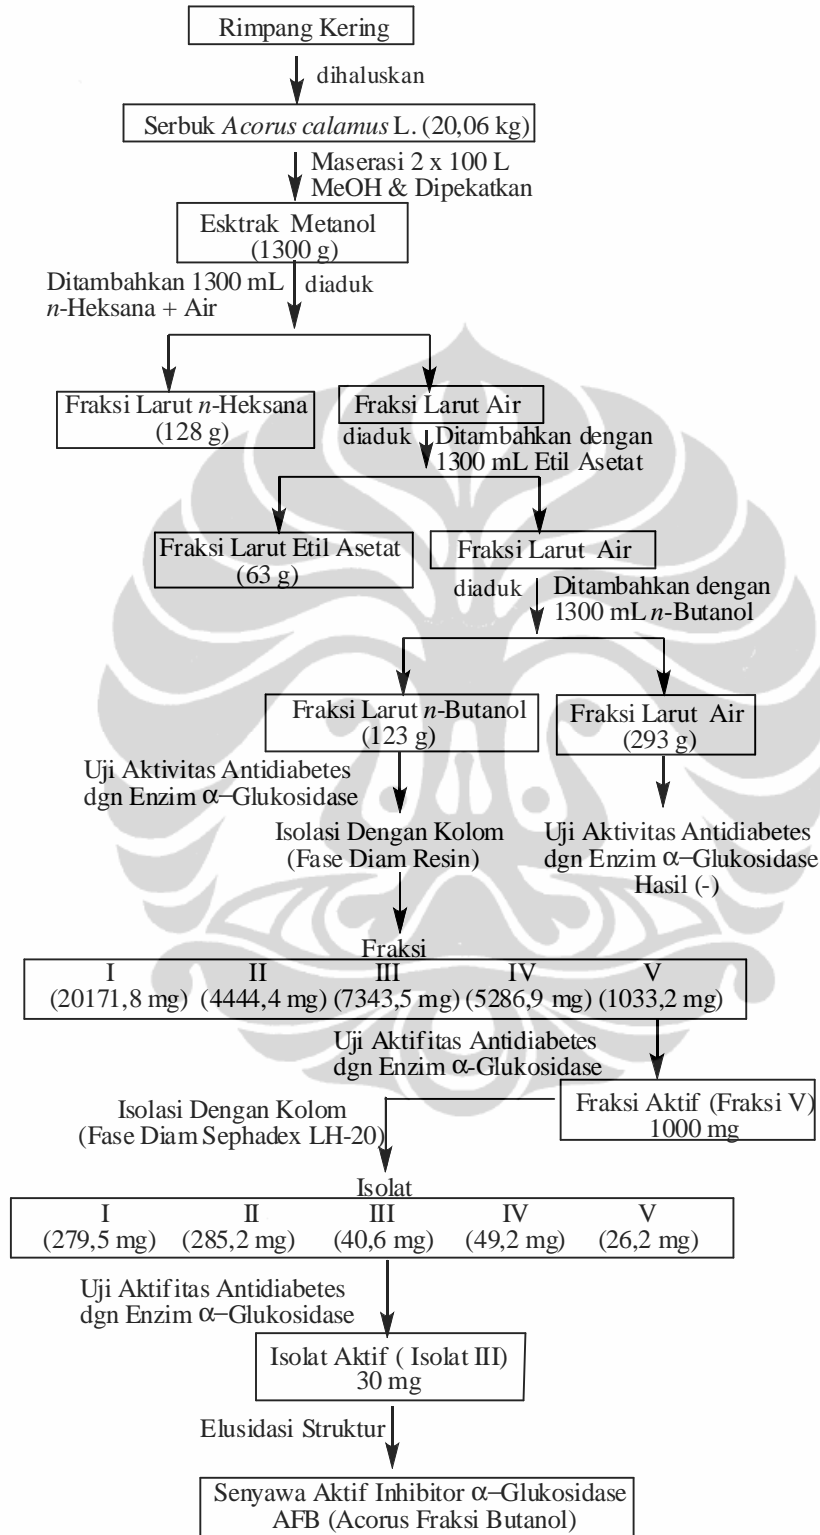 Rimpang Kering
dihaluskan
Serbuk Acorus calamus L. (20,06 kg)
Maserasi 2 x 100 L
MeOH & Dipekatkan
Esktrak Metanol
(1300 g)
Ditambahkan 1300 mL
n-Heksana + Air
diaduk
Fraksi Larut n-Heksana
(128 g)
Fraksi Larut Air
diaduk
Ditambahkan dengan
1300 mL Etil Asetat
Fraksi Larut Etil Asetat
(63 g)
Fraksi Larut Air
diaduk
Ditambahkan dengan
1300 mL n-Butanol
Fraksi Larut n-Butanol
(123 g)
Fraksi Larut Air
(293 g)
Uji Aktivitas Antidiabetes
dgn Enzim α−Glukosidase
Isolasi Dengan Kolom
(Fase Diam Resin)
Uji Aktivitas Antidiabetes
dgn Enzim α−Glukosidase
Hasil (-)
Fraksi
I II III IV V
(20171,8 mg) (4444,4 mg) (7343,5 mg) (5286,9 mg) (1033,2 mg)
Uji Aktifitas Antidiabetes
dgn Enzim α-Glukosidase
Fraksi Aktif (Fraksi V)
1000 mg
Isolasi Dengan Kolom
(Fase Diam Sephadex LH-20)
Isolat
I II III IV V
(279,5 mg) (285,2 mg) (40,6 mg) (49,2 mg) (26,2 mg)
Uji Aktifitas Antidiabetes
dgn Enzim α−Glukosidase
Isolat Aktif ( Isolat III)
30 mg
Elusidasi Struktur
Senyawa Aktif Inhibitor α−Glukosidase
AFB (Acorus Fraksi Butanol)